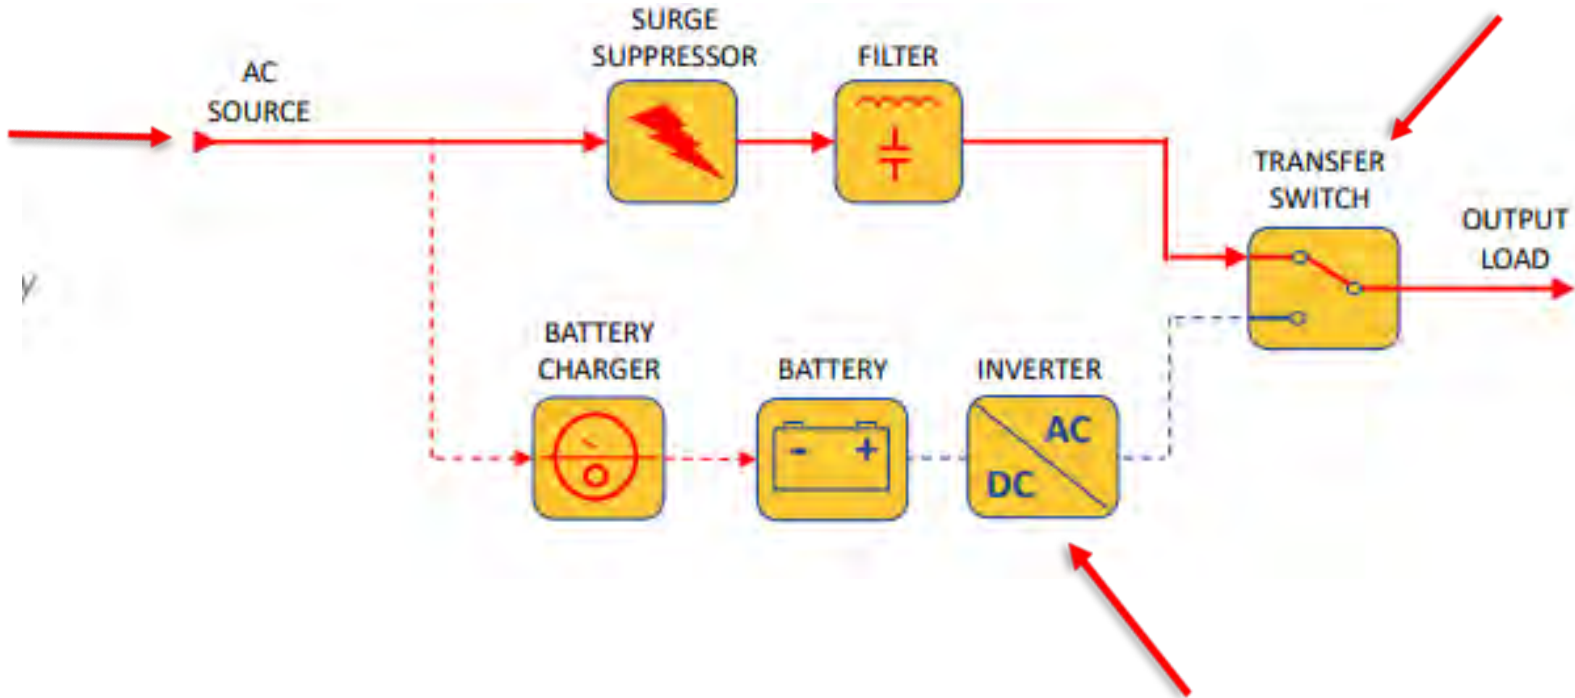 SURGE
SUPPRESSOR
FILTER
AC
SOURCE
TRANSFER
SWITCH
OUTPUT
LOAD
y
BATTERY
CHARGER
BATTERY
INVERTER
AC
DC